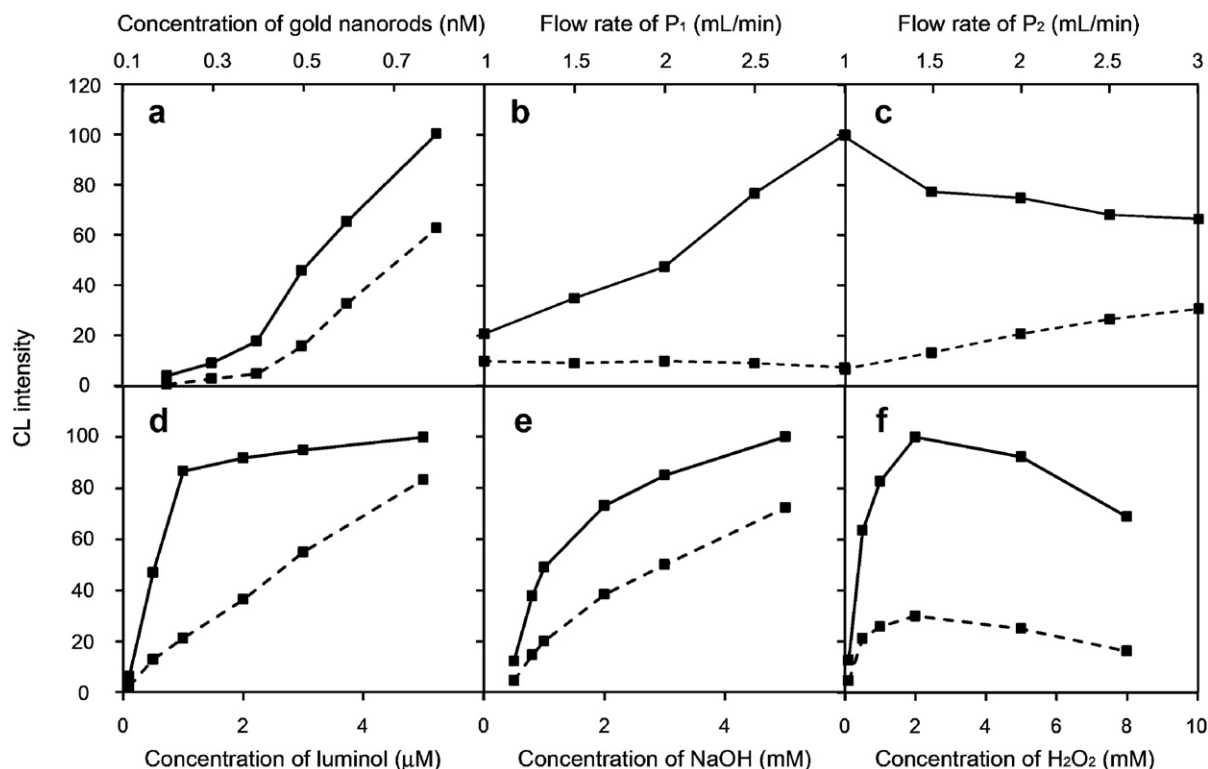 Concentration of gold nanorods (nM) Flow rate of P₁ (mL/min) Flow rate of P₂ (mL/min)
0.1 0.3 0.5 0.7 1 1.5 2 2.5 1 1.5 2 2.5 3
120
100
80
60
40
20
0
a b c
CL intensity
100
80
60
40
20
0
d e f
0 2 4 0 2 4 0 2 4 6 8 10
Concentration of luminol (μM) Concentration of NaOH (mM) Concentration of H₂O₂ (mM)